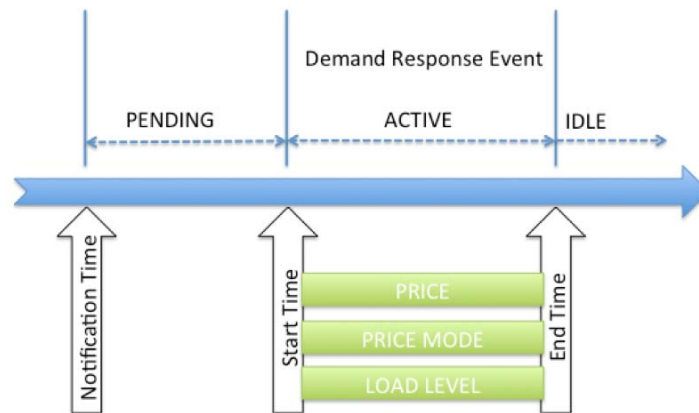 Demand Response Event
PENDING
ACTIVE
IDLE
Notification Time
Start Time
PRICE
PRICE MODE
LOAD LEVEL
End Time